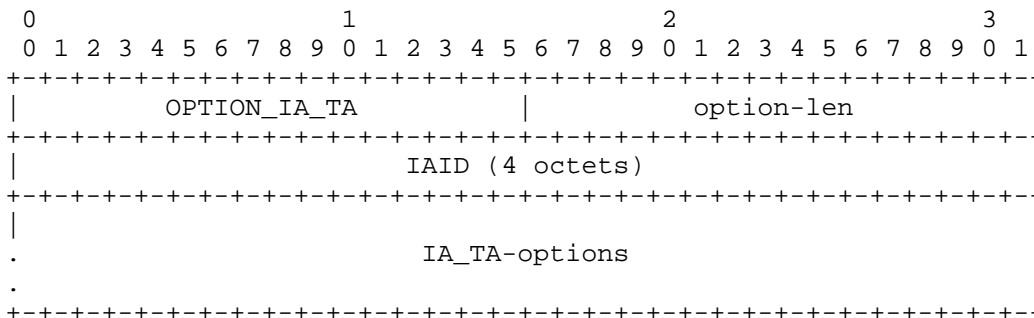 0                   1                   2                   3
 0 1 2 3 4 5 6 7 8 9 0 1 2 3 4 5 6 7 8 9 0 1 2 3 4 5 6 7 8 9 0 1
+-+-+-+-+-+-+-+-+-+-+-+-+-+-+-+-+-+-+-+-+-+-+-+-+-+-+-+-+-+-+-+-
|         OPTION_IA_TA          |          option-len
+-+-+-+-+-+-+-+-+-+-+-+-+-+-+-+-+-+-+-+-+-+-+-+-+-+-+-+-+-+-+-+-
|                        IAID (4 octets)
+-+-+-+-+-+-+-+-+-+-+-+-+-+-+-+-+-+-+-+-+-+-+-+-+-+-+-+-+-+-+-+-
|
.                         IA_TA-options
.
+-+-+-+-+-+-+-+-+-+-+-+-+-+-+-+-+-+-+-+-+-+-+-+-+-+-+-+-+-+-+-+-